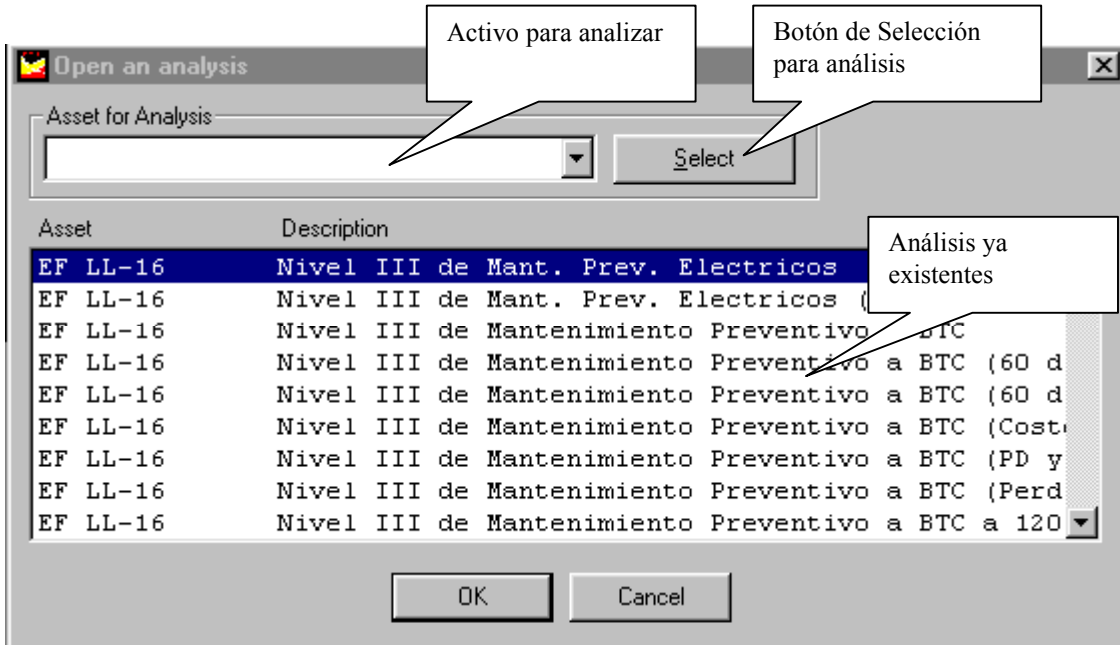 Activo para analizar
Botón de Selección
para análisis
Open an analysis
Asset for Analysis
Select
Asset Description
Análisis ya
existentes
EF LL-16 Nivel III de Mant. Prev. Electricos
EF LL-16 Nivel III de Mant. Prev. Electricos (
EF LL-16 Nivel III de Mantenimiento Preventivo BTC
EF LL-16 Nivel III de Mantenimiento Preventivo a BTC (60 d
EF LL-16 Nivel III de Mantenimiento Preventivo a BTC (60 d
EF LL-16 Nivel III de Mantenimiento Preventivo a BTC (Cost
EF LL-16 Nivel III de Mantenimiento Preventivo a BTC (PD y
EF LL-16 Nivel III de Mantenimiento Preventivo a BTC (Perd
EF LL-16 Nivel III de Mantenimiento Preventivo a BTC a 120
OK Cancel